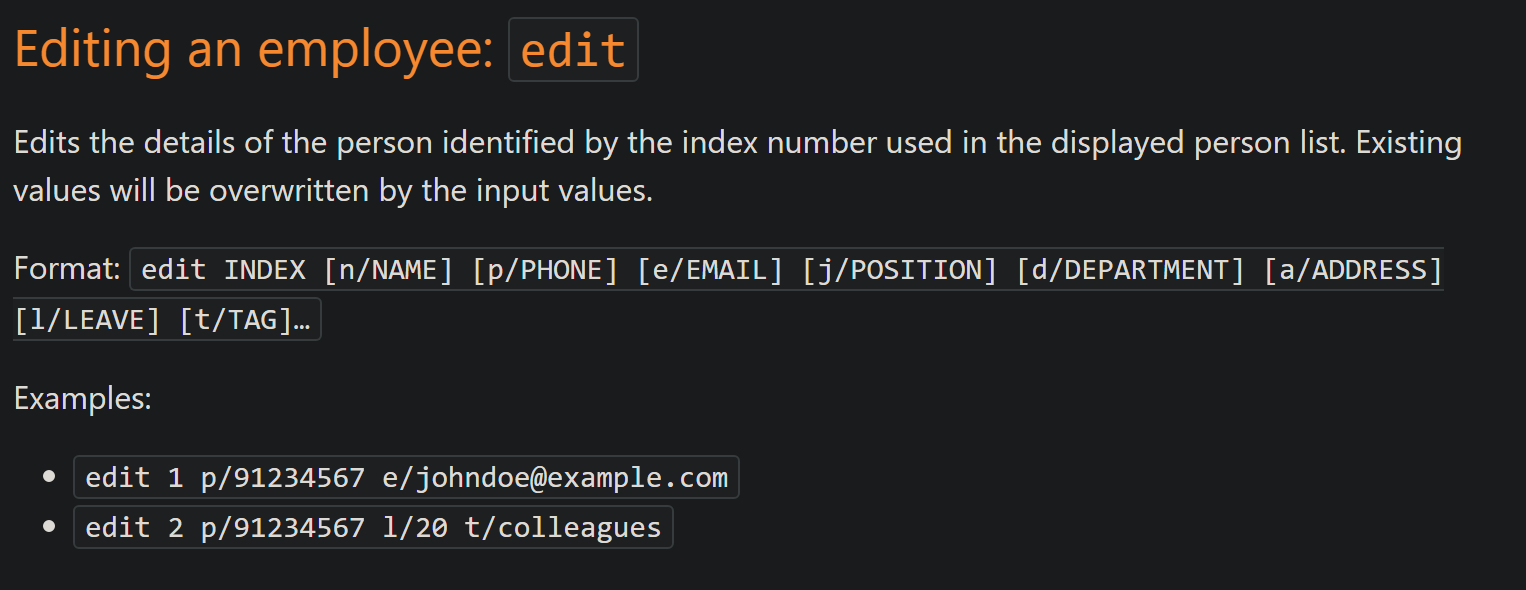 Editing an employee: edit
Edits the details of the person identified by the index number used in the displayed person list. Existing
values will be overwritten by the input values.
Format: edit INDEX [n/NAME] [p/PHONE] [e/EMAIL] [j/POSITION] [d/DEPARTMENT] [a/ADDRESS]
[l/LEAVE] [t/TAG]…
Examples:
• edit 1 p/91234567 e/johndoe@example.com
• edit 2 p/91234567 l/20 t/colleagues